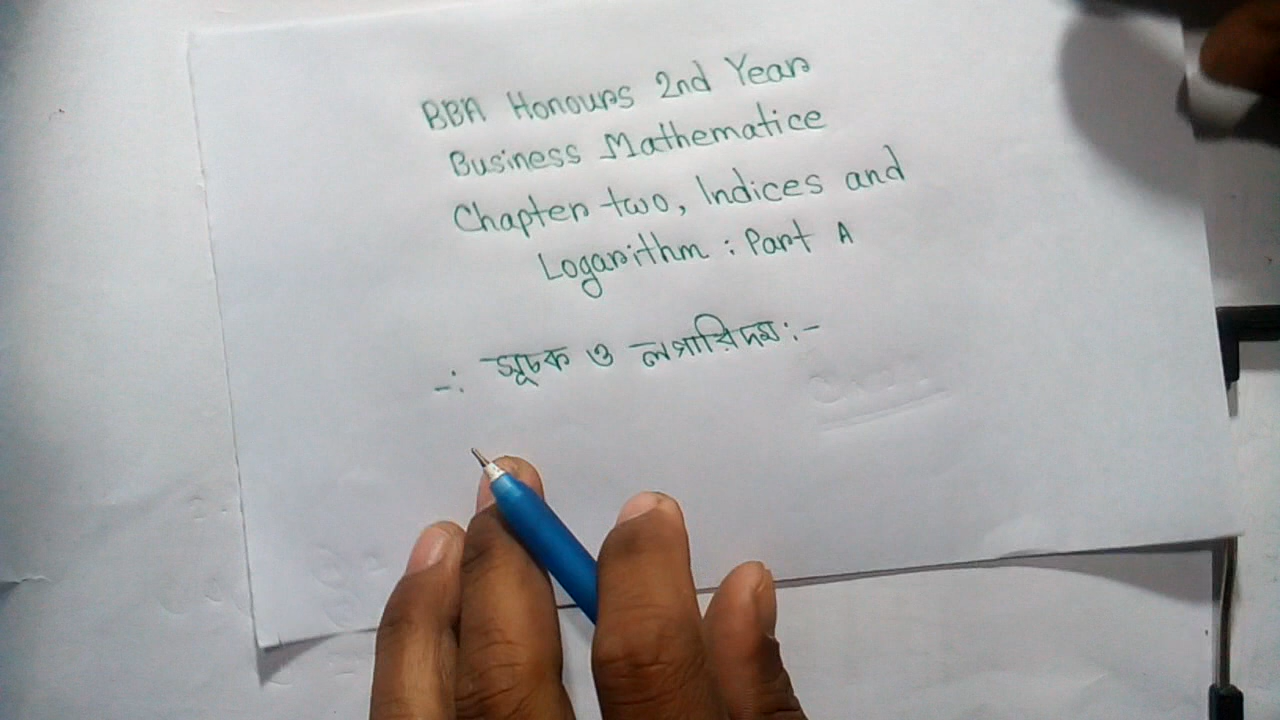 BBA Honours 2nd Year
Business Mathematice
Chapter two, Indices and
Logarithm : Part A
-: সূচক ও লগারিদম :-